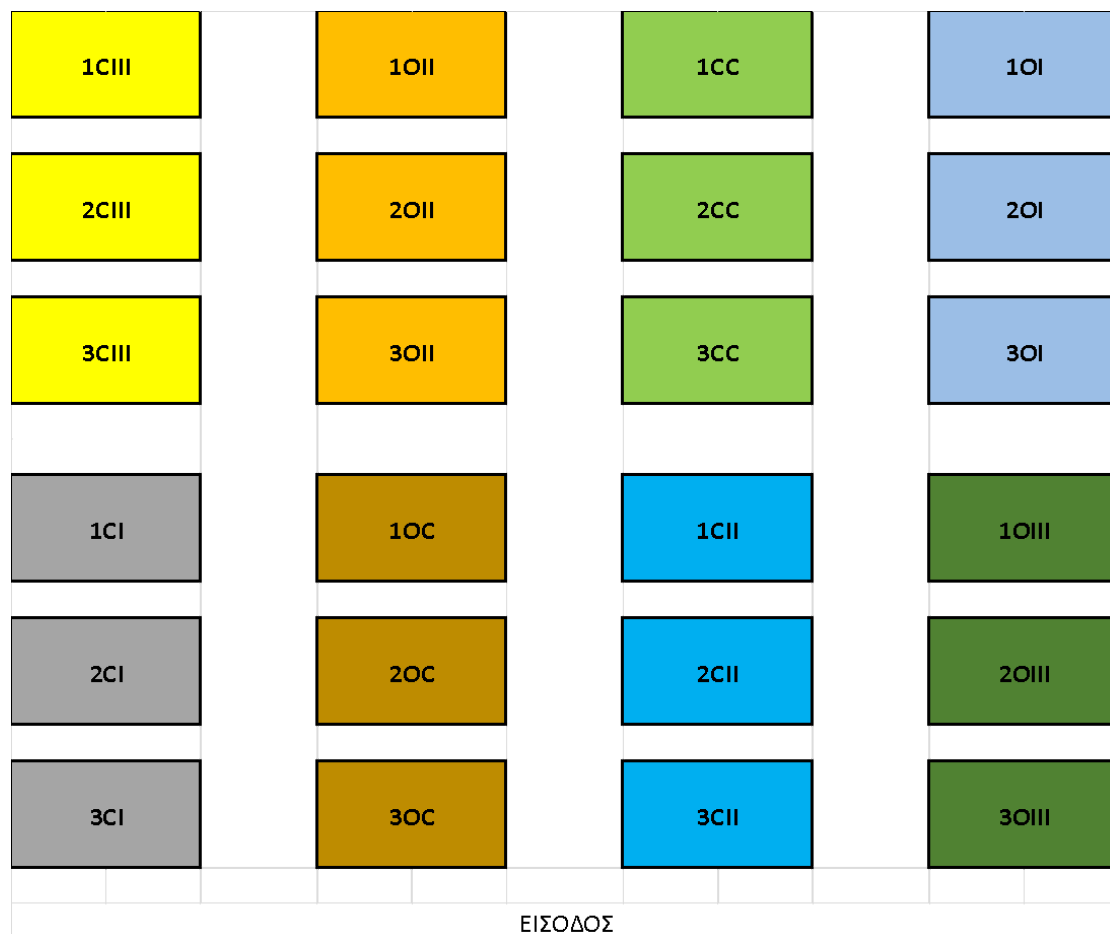 1CIII 1OII 1CC 1OI
2CIII 2OII 2CC 2OI
3CIII 3OII 3CC 3OI
1CI 1OC 1CII 1OIII
2CI 2OC 2CII 2OIII
3CI 3OC 3CII 3OIII
ΕΙΣΟΔΟΣ